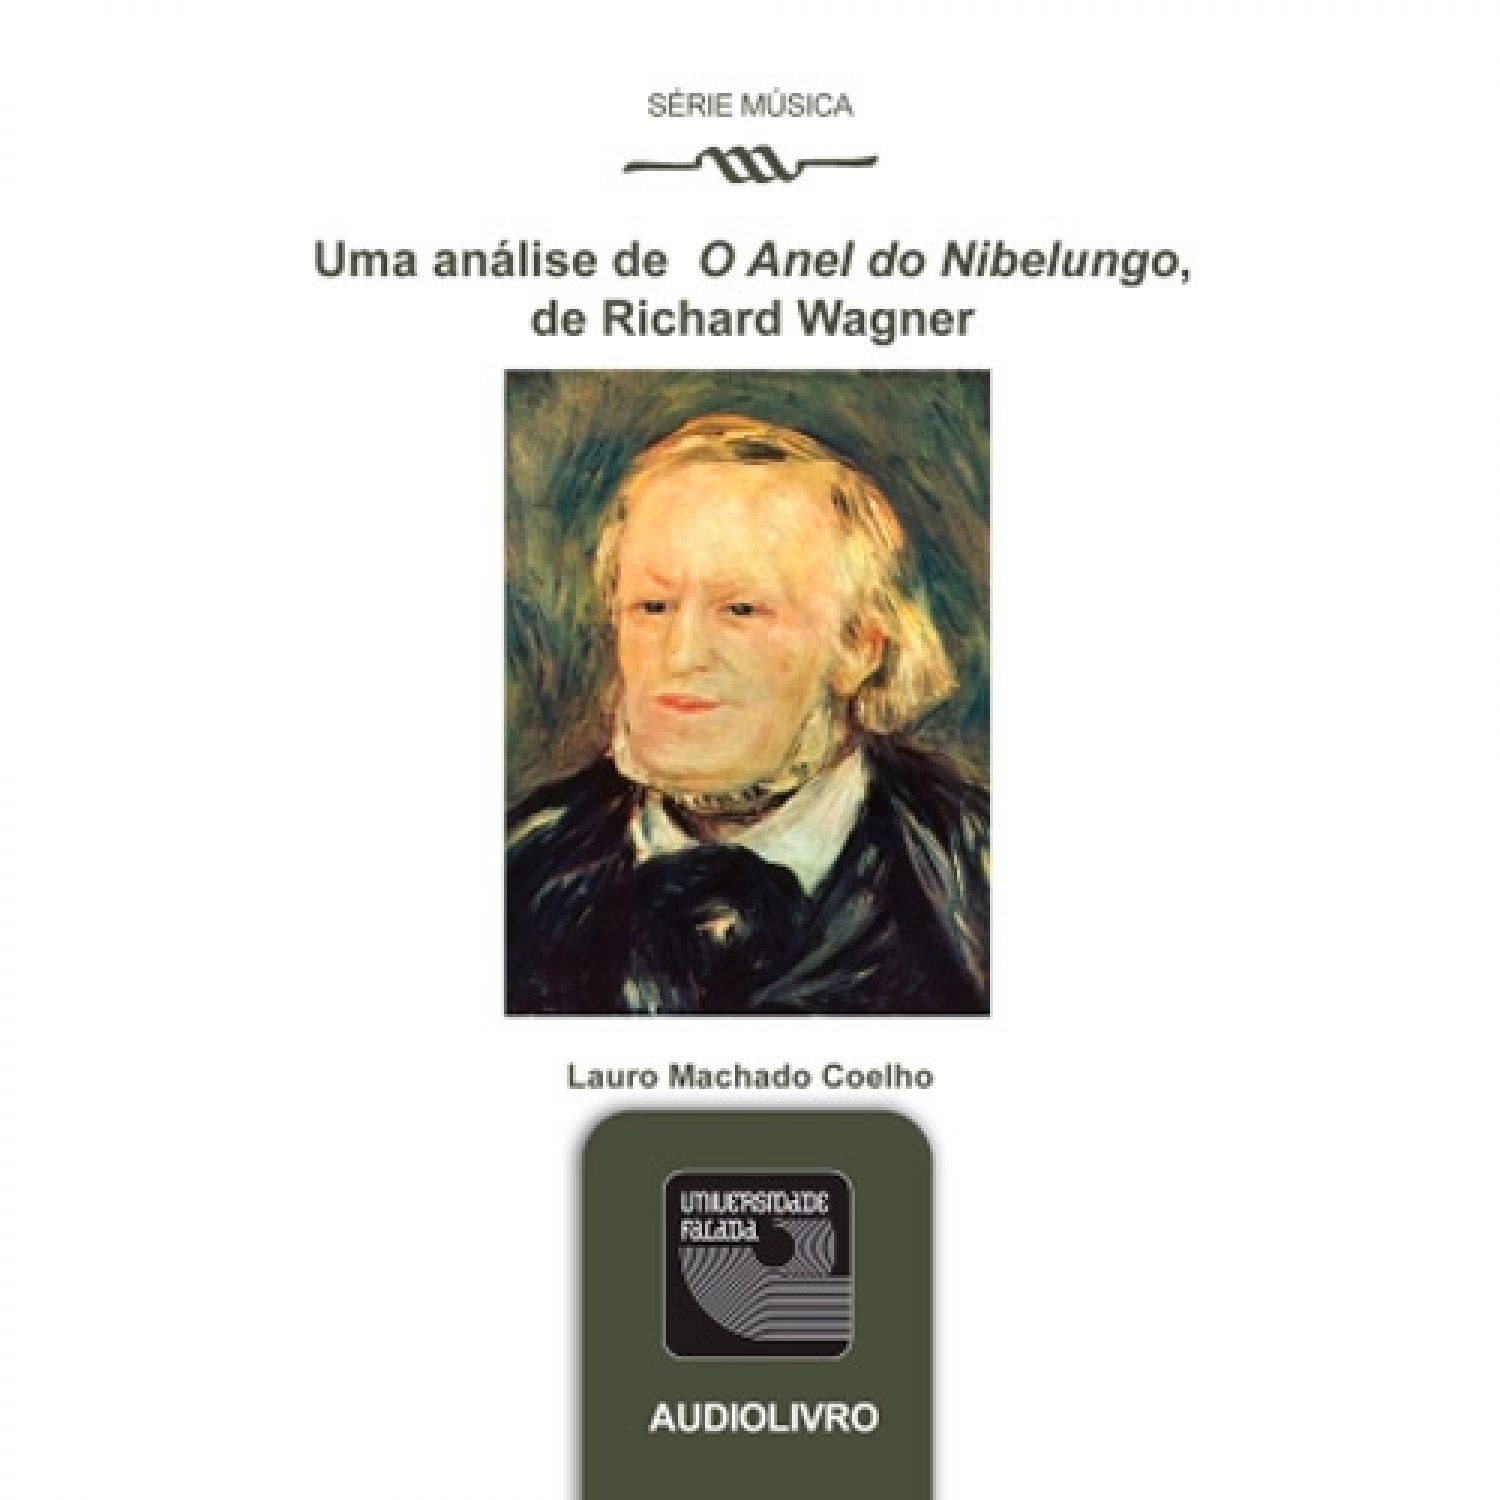 SÉRIE MÚSICA
Uma análise de O Anel do Nibelungo,
de Richard Wagner
Lauro Machado Coelho
UNIVERSIDADE
FALADA
AUDIOLIVRO